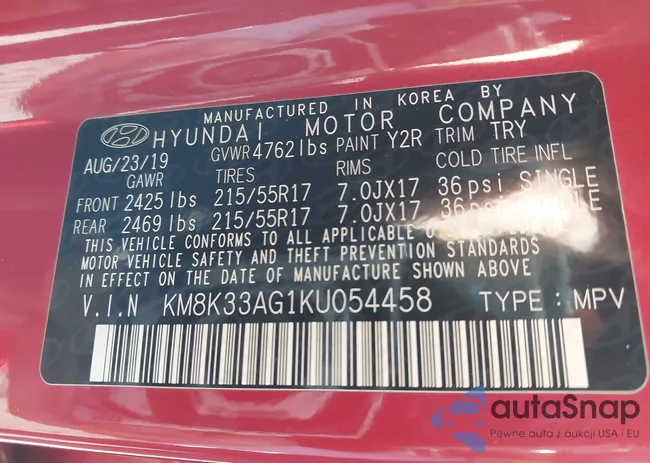 MANUFACTURED IN KOREA BY
HYUNDAI MOTOR COMPANY
AUG/23/19 GVWR 4762 lbs PAINT Y2R TRIM TRY
GAWR TIRES RIMS COLD TIRE INFL
FRONT 2425 lbs 215/55R17 7.0JX17 36 psi SINGLE
REAR 2469 lbs 215/55R17 7.0JX17 36 psi
THIS VEHICLE CONFORMS TO ALL APPLICABLE
MOTOR VEHICLE SAFETY AND THEFT PREVENTION STANDARDS
IN EFFECT ON THE DATE OF MANUFACTURE SHOWN ABOVE
V.I.N KM8K33AG1KU054458 TYPE : MPV
autaSnap
Pewne auta z aukcji USA i EU